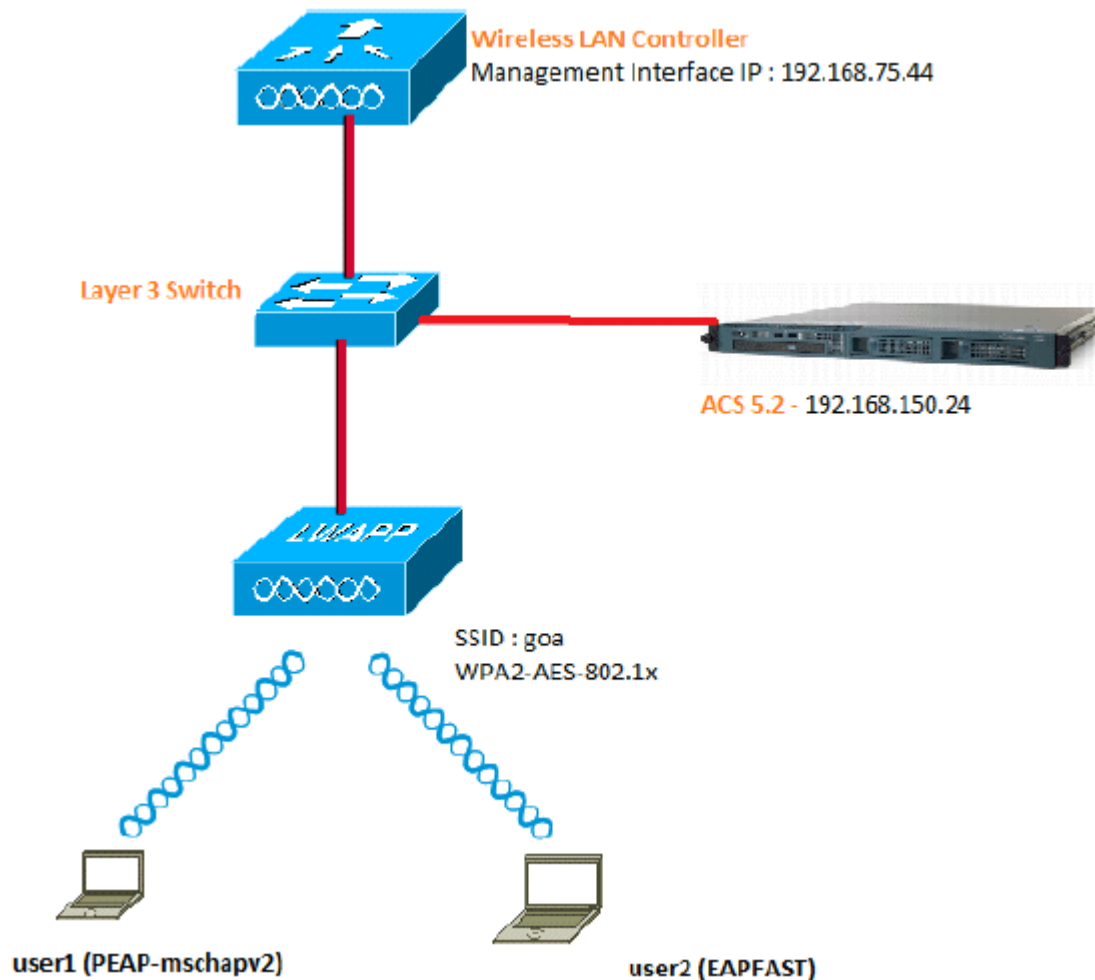 Wireless LAN Controller
Management Interface IP : 192.168.75.44
Layer 3 Switch
ACS 5.2 - 192.168.150.24
LWAPP
SSID : goa
WPA2-AES-802.1x
user1 (PEAP-mschapv2)
user2 (EAPFAST)